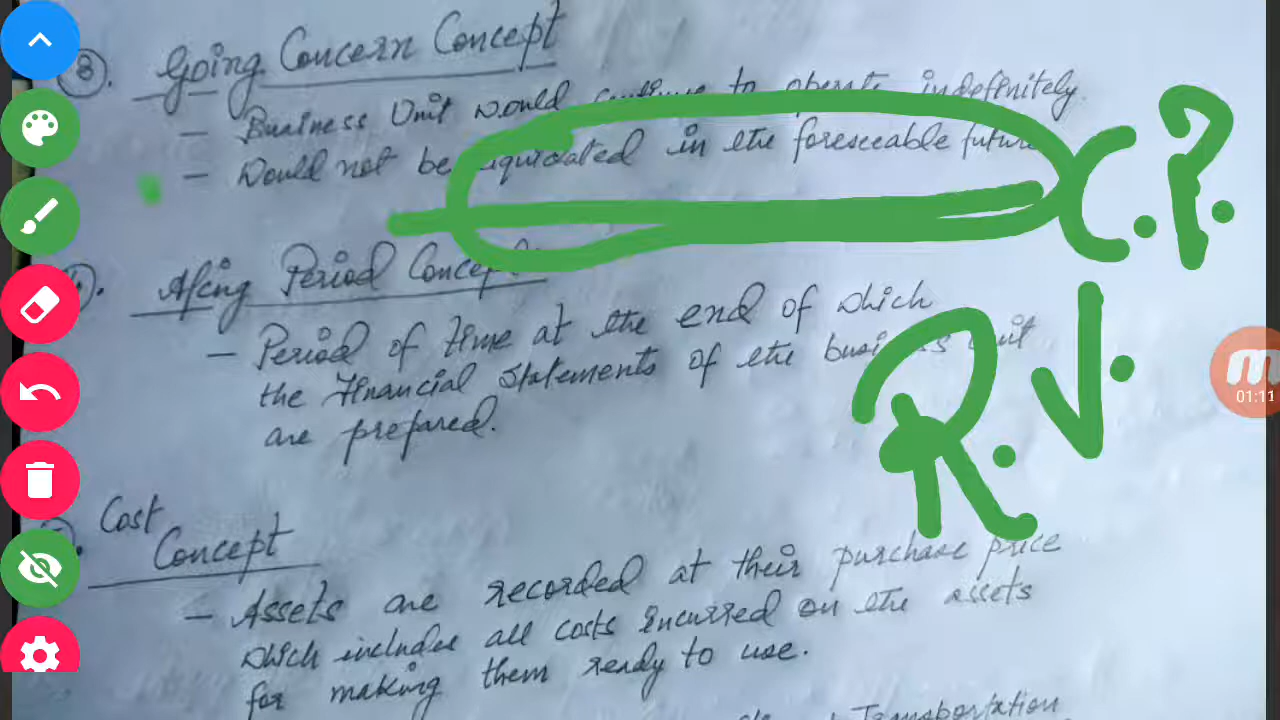 3. Going Concern Concept
— Business Unit would continue to operate indefinitely.
— Would not be liquidated in the foreseeable future
C.P.
4. A/cing Period Concept
— Period of time at the end of which
the Financial Statements of the business unit
are prepared.
R.V.
01:11
Cost
Concept
— Assets are recorded at their purchase price
which includes all costs incurred on the assets
for making them ready to use.
Transportation